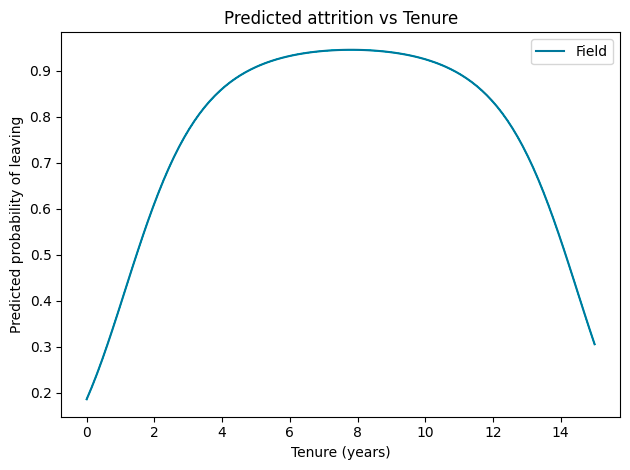 Predicted attrition vs Tenure
Field
Predicted probability of leaving
0.9
0.8
0.7
0.6
0.5
0.4
0.3
0.2
0 2 4 6 8 10 12 14
Tenure (years)